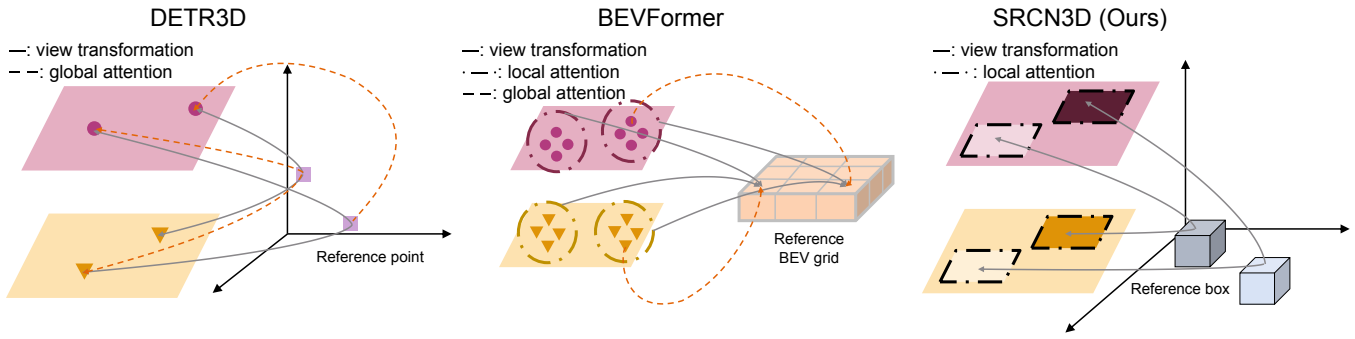 DETR3D
—: view transformation
---: global attention
Reference point
BEVFormer
—: view transformation
·—·—·: local attention
---: global attention
Reference
BEV grid
SRCN3D (Ours)
—: view transformation
·—·—·: local attention
Reference box